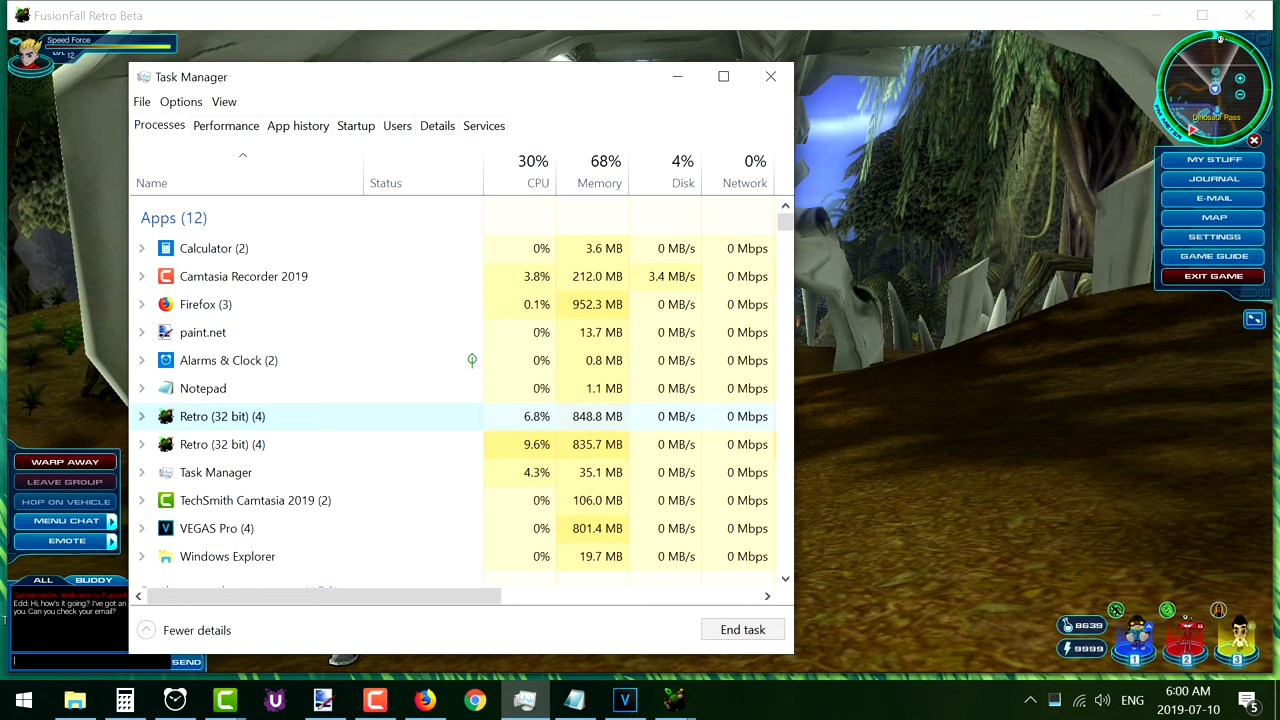 FusionFall Retro Beta
Speed Force
LVL 12
Task Manager
File Options View
Processes Performance App history Startup Users Details Services
30% 68% 4% 0%
Name Status CPU Memory Disk Network
Apps (12)
Calculator (2) 0% 3.6 MB 0 MB/s 0 Mbps
Camtasia Recorder 2019 3.8% 212.0 MB 3.4 MB/s 0 Mbps
Firefox (3) 0.1% 952.3 MB 0 MB/s 0 Mbps
paint.net 0% 13.7 MB 0 MB/s 0 Mbps
Alarms & Clock (2) 0% 0.8 MB 0 MB/s 0 Mbps
Notepad 0% 1.1 MB 0 MB/s 0 Mbps
Retro (32 bit) (4) 6.8% 848.8 MB 0 MB/s 0 Mbps
Retro (32 bit) (4) 9.6% 835.7 MB 0 MB/s 0 Mbps
Task Manager 4.3% 35.1 MB 0 MB/s 0 Mbps
TechSmith Camtasia 2019 (2) 0% 106.0 MB 0 MB/s 0 Mbps
VEGAS Pro (4) 0% 801.4 MB 0 MB/s 0 Mbps
Windows Explorer 0% 19.7 MB 0 MB/s 0 Mbps
Fewer details
End task
Dinosaur Pass
MY STUFF
JOURNAL
E-MAIL
MAP
SETTINGS
GAME GUIDE
EXIT GAME
WARP AWAY
LEAVE GROUP
HOP ON VEHICLE
MENU CHAT
EMOTE
ALL BUDDY
Edd: Hi, how's it going? I've got an
you. Can you check your email?
SEND
8639
9999
1 2 3
ENG
6:00 AM
2019-07-10
5